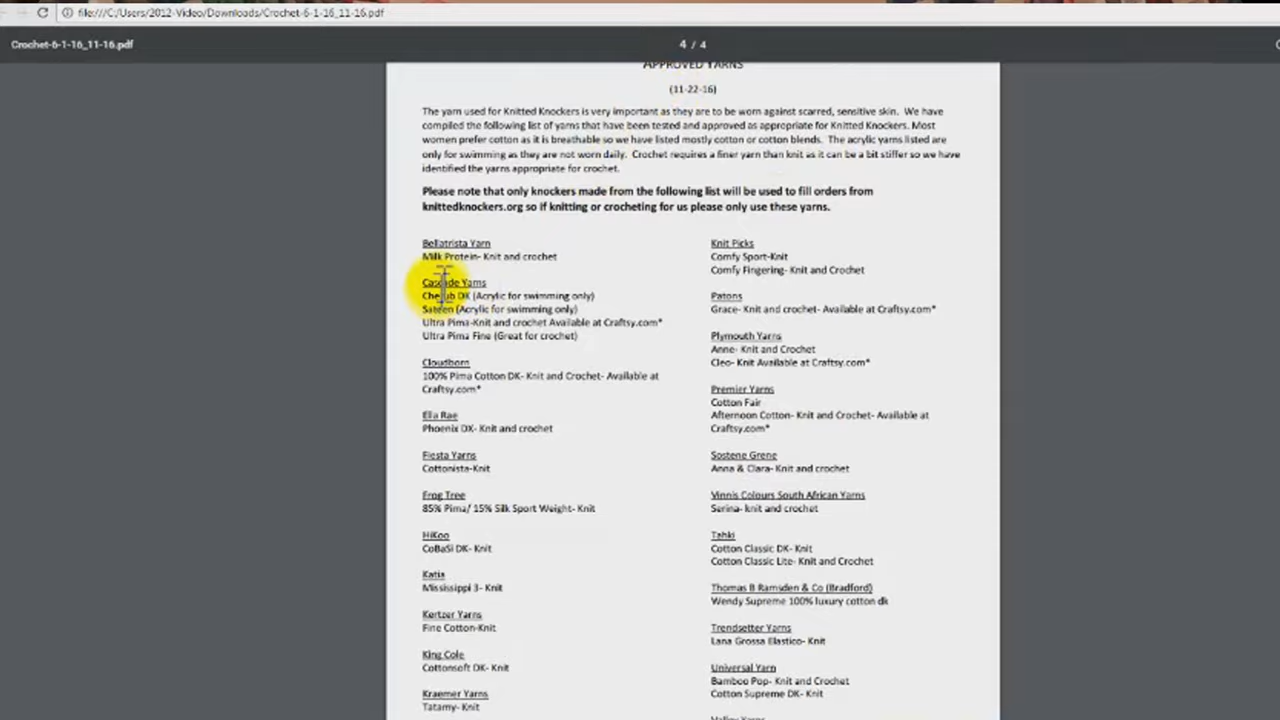 file:///C:/Users/2012-Video/Downloads/Crochet-6-1-16_11-16.pdf
Crochet-6-1-16_11-16.pdf
4 / 4
APPROVED YARNS
(11-22-16)
The yarn used for Knitted Knockers is very important as they are to be worn against scarred, sensitive skin. We have
compiled the following list of yarns that have been tested and approved as appropriate for Knitted Knockers. Most
women prefer cotton as it is breathable so we have listed mostly cotton or cotton blends. The acrylic yarns listed are
only for swimming as they are not worn daily. Crochet requires a finer yarn than knit as it can be a bit stiffer so we have
identified the yarns appropriate for crochet.
Please note that only knockers made from the following list will be used to fill orders from
knittedknockers.org so if knitting or crocheting for us please only use these yarns.
Bellatrista Yarn
Milk Protein- Knit and crochet
Cascade Yarns
Cherub DK (Acrylic for swimming only)
Sateen (Acrylic for swimming only)
Ultra Pima-Knit and crochet Available at Craftsy.com*
Ultra Pima Fine (Great for crochet)
Cloudborn
100% Pima Cotton DK- Knit and Crochet- Available at
Craftsy.com*
Ella Rae
Phoenix DK- Knit and crochet
Fiesta Yarns
Cottonista-Knit
Frog Tree
85% Pima/ 15% Silk Sport Weight- Knit
HiKoo
CoBaSi DK- Knit
Katia
Mississippi 3- Knit
Kertzer Yarns
Fine Cotton-Knit
King Cole
Cottonsoft DK- Knit
Kraemer Yarns
Tatamy- Knit
Knit Picks
Comfy Sport-Knit
Comfy Fingering- Knit and Crochet
Patons
Grace- Knit and crochet- Available at Craftsy.com*
Plymouth Yarns
Anne- Knit and Crochet
Cleo- Knit Available at Craftsy.com*
Premier Yarns
Cotton Fair
Afternoon Cotton- Knit and Crochet- Available at
Craftsy.com*
Sostene Grene
Anna & Clara- Knit and crochet
Vinnis Colours South African Yarns
Serina- knit and crochet
Tahki
Cotton Classic DK- Knit
Cotton Classic Lite- Knit and Crochet
Thomas B Ramsden & Co (Bradford)
Wendy Supreme 100% luxury cotton dk
Trendsetter Yarns
Lana Grossa Elastico- Knit
Universal Yarn
Bamboo Pop- Knit and Crochet
Cotton Supreme DK- Knit
Valley Yarns